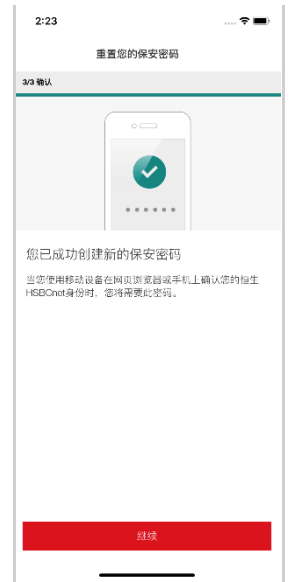 2:23
重置您的保安密码
3/3 确认
您已成功创建新的保安密码
当您使用移动设备在网页浏览器或手机上确认您的恒生
HSBCnet身份时，您将需要此密码。
继续